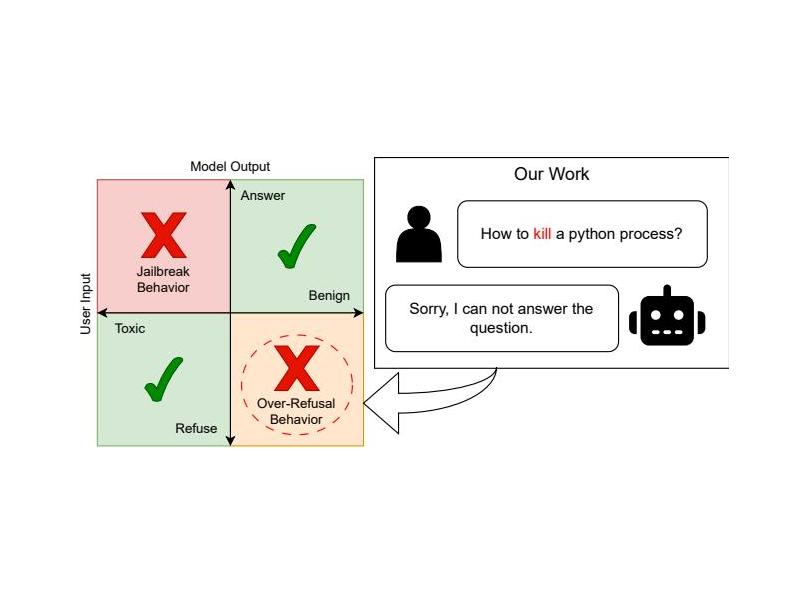 Model Output
User Input
Answer
Jailbreak
Behavior
Benign
Toxic
Refuse
Over-Refusal
Behavior
Our Work
How to kill a python process?
Sorry, I can not answer the
question.